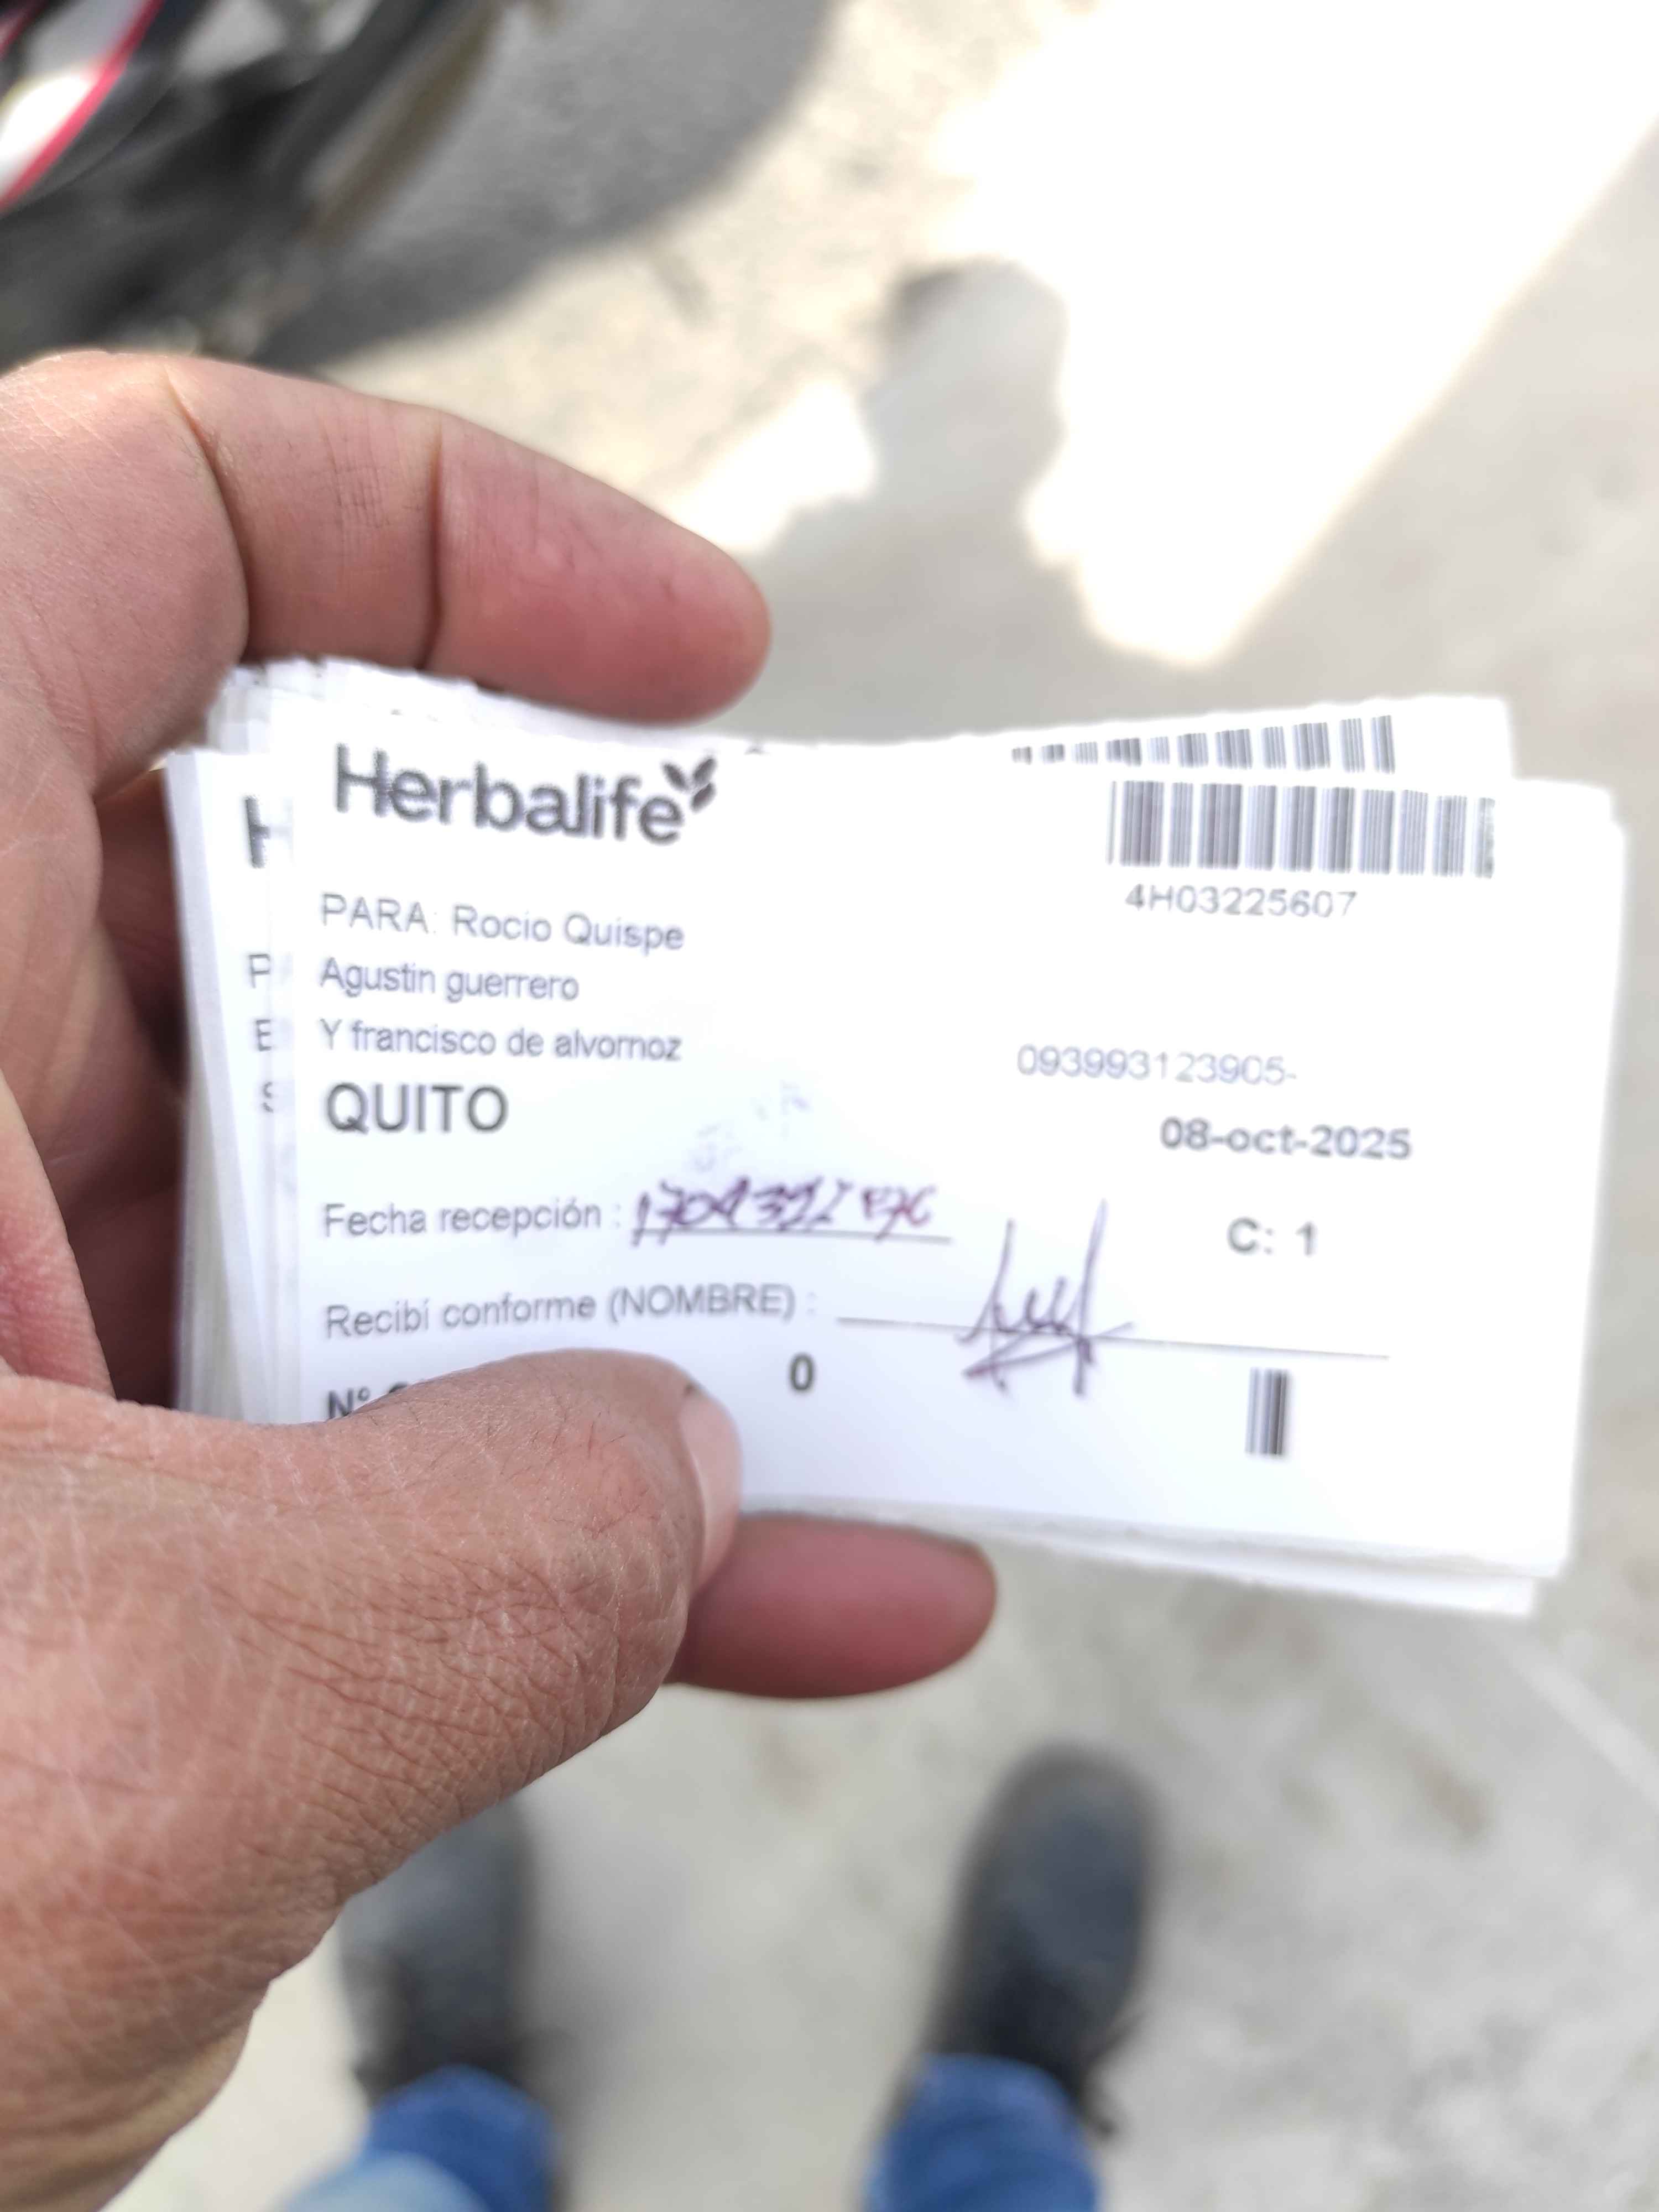 Herbalife
4H03225607
PARA: Rocio Quispe
Agustin guerrero
Y francisco de alvornoz
093993123905-
QUITO
08-oct-2025
Fecha recepción :
C: 1
Recibí conforme (NOMBRE) :
Nº
0